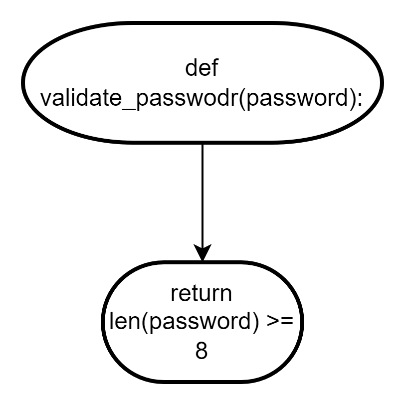 def
validate_passwodr(password):
return
len(password) >=
8